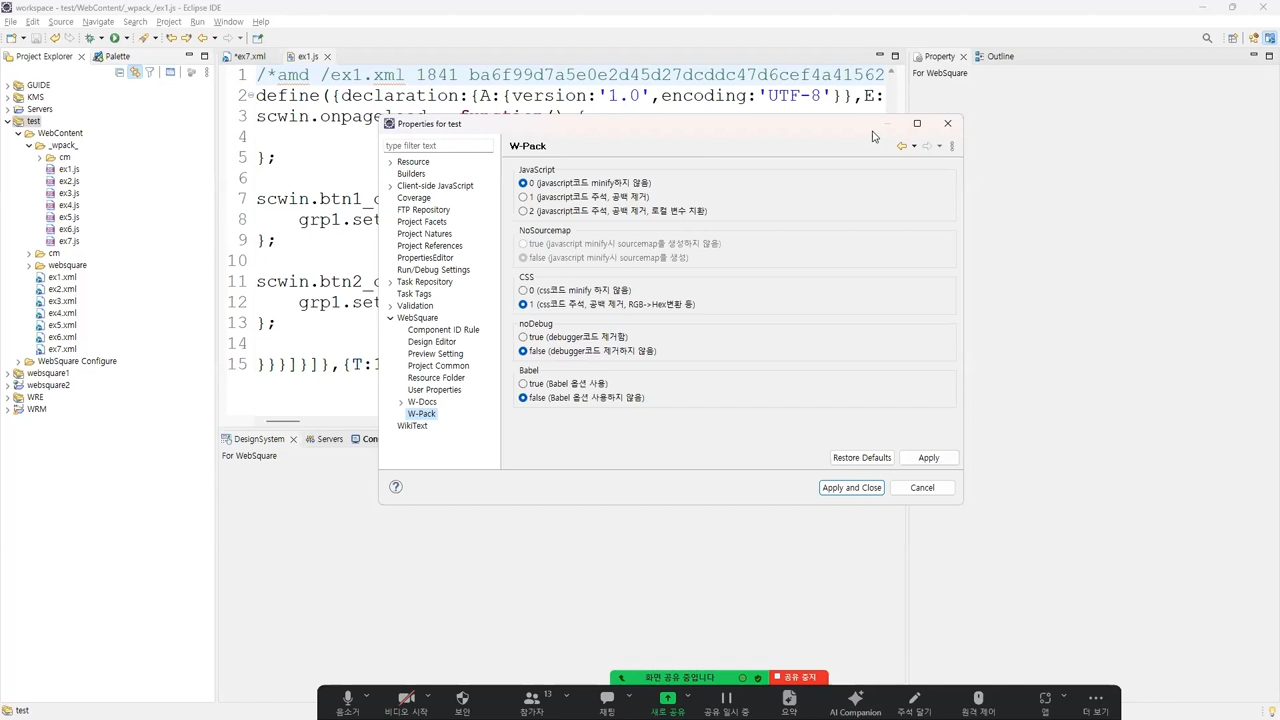 workspace - test/WebContent/_wpack_/ex1.js - Eclipse IDE
File Edit Source Navigate Search Project Run Window Help
Project Explorer Palette
*ex7.xml ex1.js
Property Outline
For WebSquare
GUIDE
KMS
Servers
test
WebContent
_wpack_
cm
ex1.js
ex2.js
ex3.js
ex4.js
ex5.js
ex6.js
ex7.js
cm
websquare
ex1.xml
ex2.xml
ex3.xml
ex4.xml
ex5.xml
ex6.xml
ex7.xml
WebSquare Configure
websquare1
websquare2
WRE
WRM
1 /*amd /ex1.xml 1841 ba6f99d7a5e0e2d45d27dcddc47d6cef4a41562
2 define({declaration:{A:{version:'1.0',encoding:'UTF-8'}},E:
3 scwin.onpageload = function() {
4
5 };
6
7 scwin.btn1_c
8 grp1.set
9 };
10
11 scwin.btn2_c
12 grp1.set
13 };
14
15 }}}]}]},{T:1
DesignSystem Servers Con
For WebSquare
Properties for test
type filter text
Resource
Builders
Client-side JavaScript
Coverage
FTP Repository
Project Facets
Project Natures
Project References
PropertiesEditor
Run/Debug Settings
Task Repository
Task Tags
Validation
WebSquare
Component ID Rule
Design Editor
Preview Setting
Project Common
Resource Folder
User Properties
W-Docs
W-Pack
WikiText
W-Pack
JavaScript
0 (javascript코드 minify하지 않음)
1 (javascript코드 주석, 공백 제거)
2 (javascript코드 주석, 공백 제거, 로컬 변수 치환)
NoSourcemap
true (javascript minify시 sourcemap을 생성하지 않음)
false (javascript minify시 sourcemap을 생성)
CSS
0 (css코드 minify 하지 않음)
1 (css코드 주석, 공백 제거, RGB->Hex변환 등)
noDebug
true (debugger코드 제거함)
false (debugger코드 제거하지 않음)
Babel
true (Babel 옵션 사용)
false (Babel 옵션 사용하지 않음)
Restore Defaults Apply
Apply and Close Cancel
화면 공유 중입니다 공유 중지
음소거 비디오 시작 보안 참가자 13 채팅 새로 공유 공유 일시 중 요약 AI Companion 주석 달기 원격 제어 앱 더 보기
test